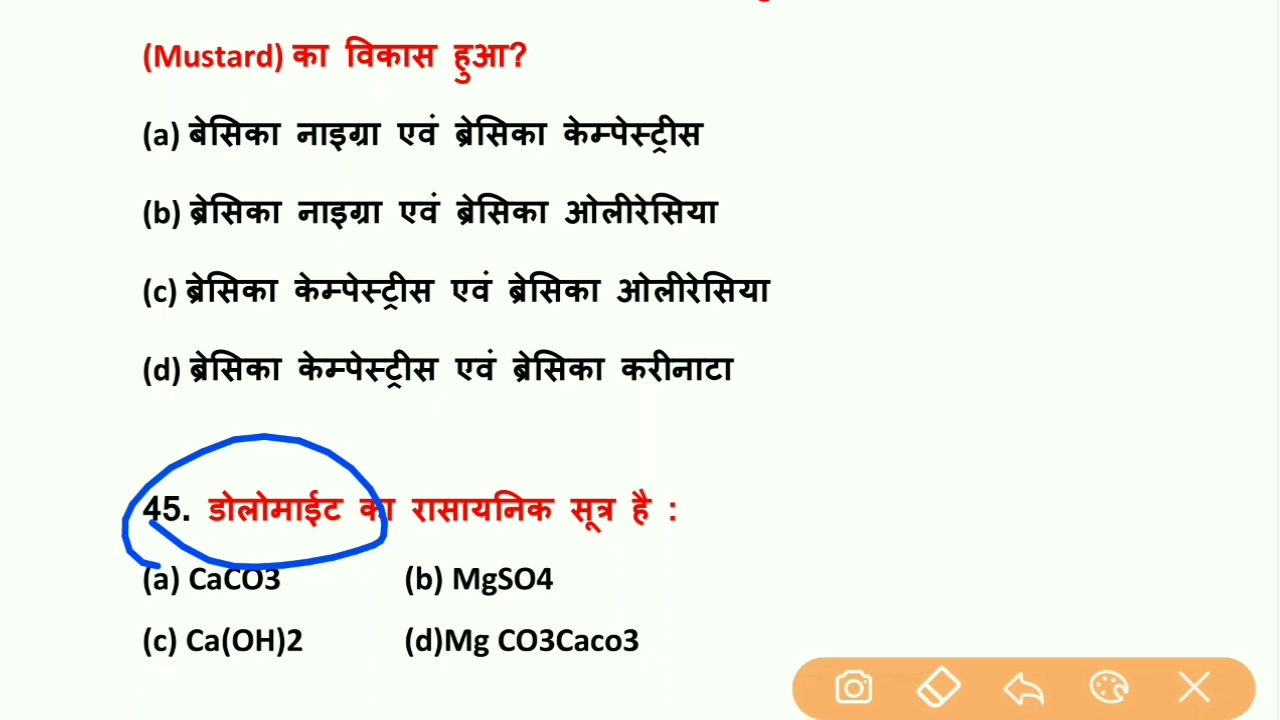 (Mustard) का विकास हुआ?
(a) बेसिका नाइग्रा एवं ब्रेसिका केम्पेस्ट्रीस
(b) ब्रेसिका नाइग्रा एवं ब्रेसिका ओलीरेसिया
(c) ब्रेसिका केम्पेस्ट्रीस एवं ब्रेसिका ओलीरेसिया
(d) ब्रेसिका केम्पेस्ट्रीस एवं ब्रेसिका करीनाटा
45. डोलोमाईट का रासायनिक सूत्र है :
(a) CaCO3 (b) MgSO4
(c) Ca(OH)2 (d)Mg CO3Caco3